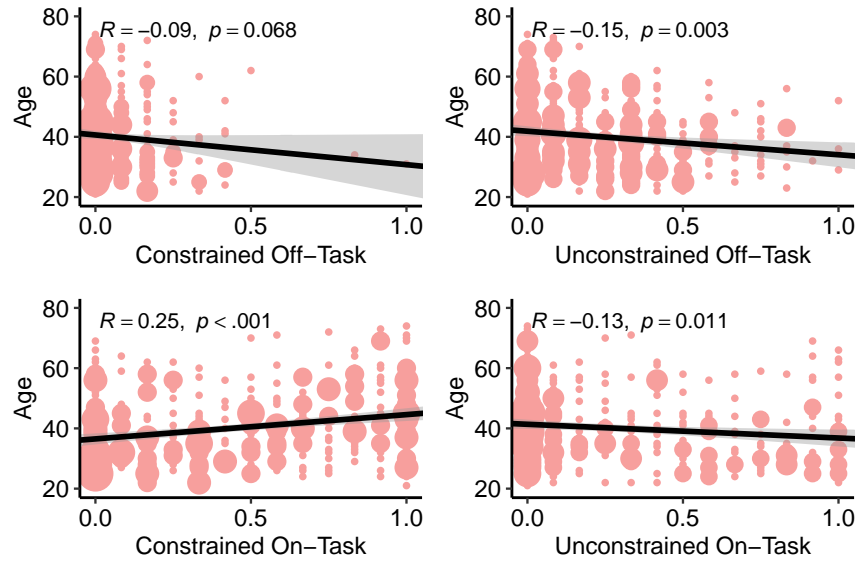 R = −0.09, p = 0.068
80
60
40
20
Age
0.0 0.5 1.0
Constrained Off−Task
R = −0.15, p = 0.003
80
60
40
20
Age
0.0 0.5 1.0
Unconstrained Off−Task
R = 0.25, p < .001
80
60
40
20
Age
0.0 0.5 1.0
Constrained On−Task
R = −0.13, p = 0.011
80
60
40
20
Age
0.0 0.5 1.0
Unconstrained On−Task